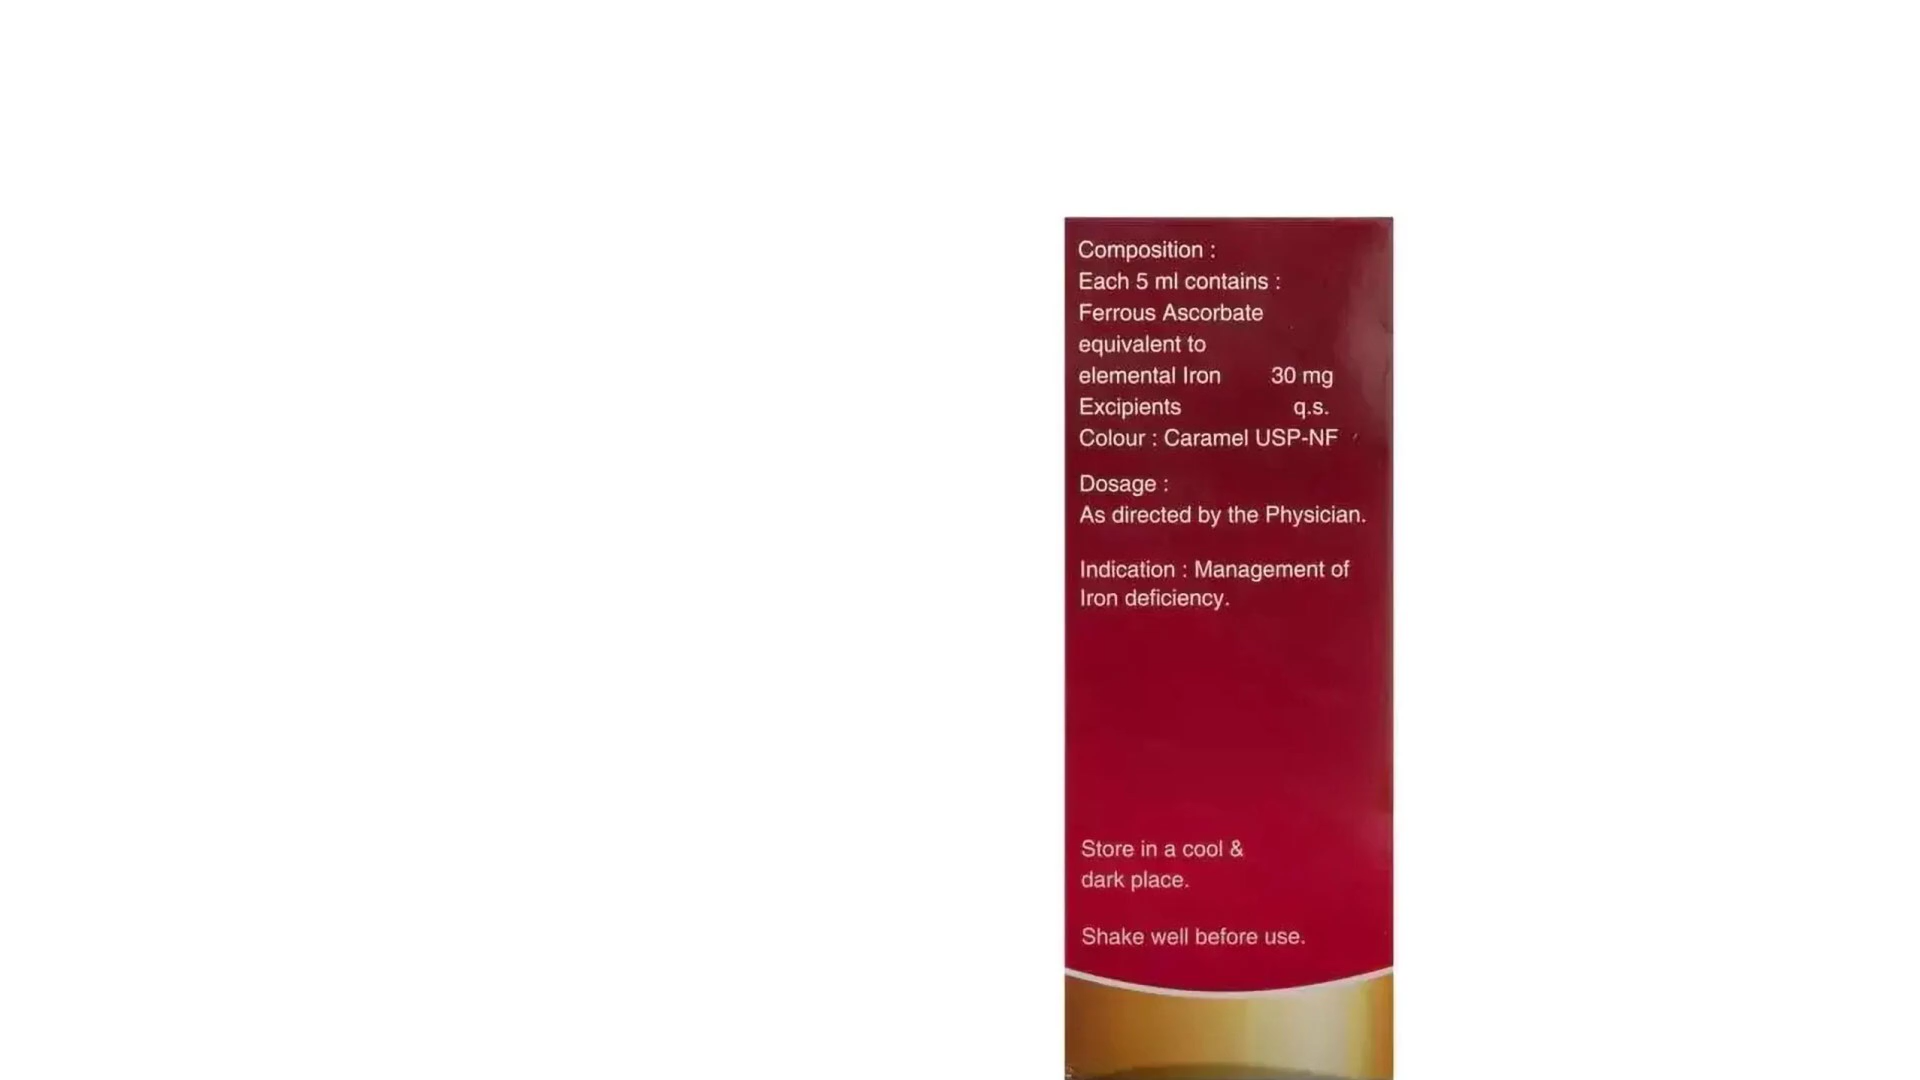 Composition :
Each 5 ml contains :
Ferrous Ascorbate
equivalent to
elemental Iron 30 mg
Excipients q.s.
Colour : Caramel USP-NF
Dosage :
As directed by the Physician.
Indication : Management of
Iron deficiency.
Store in a cool &
dark place.
Shake well before use.